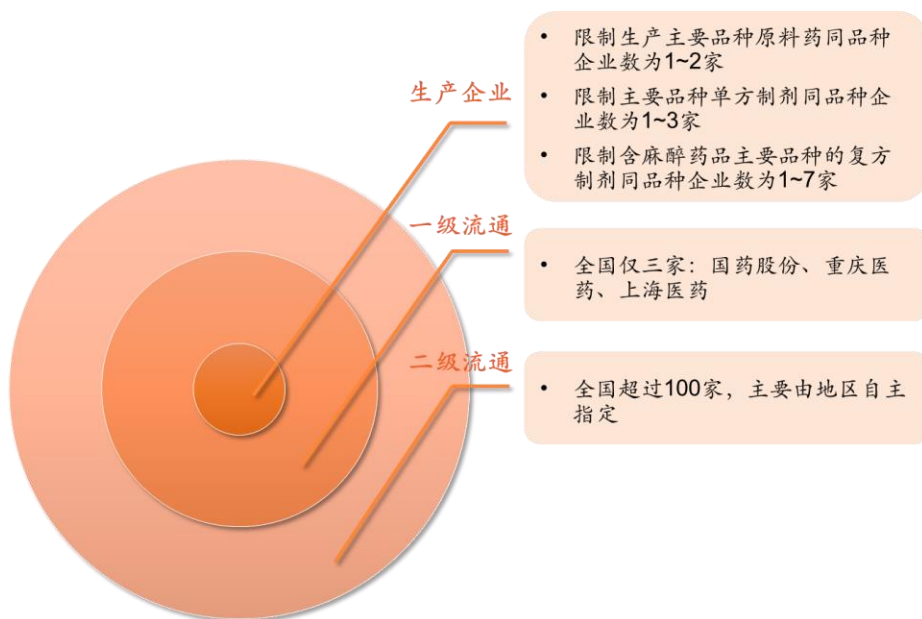 生产企业
• 限制生产主要品种原料药同品种
企业数为1~2家
• 限制主要品种单方制剂同品种企
业数为1~3家
• 限制含麻醉药品主要品种的复方
制剂同品种企业数为1~7家
一级流通
• 全国仅三家：国药股份、重庆医
药、上海医药
二级流通
• 全国超过100家，主要由地区自主
指定